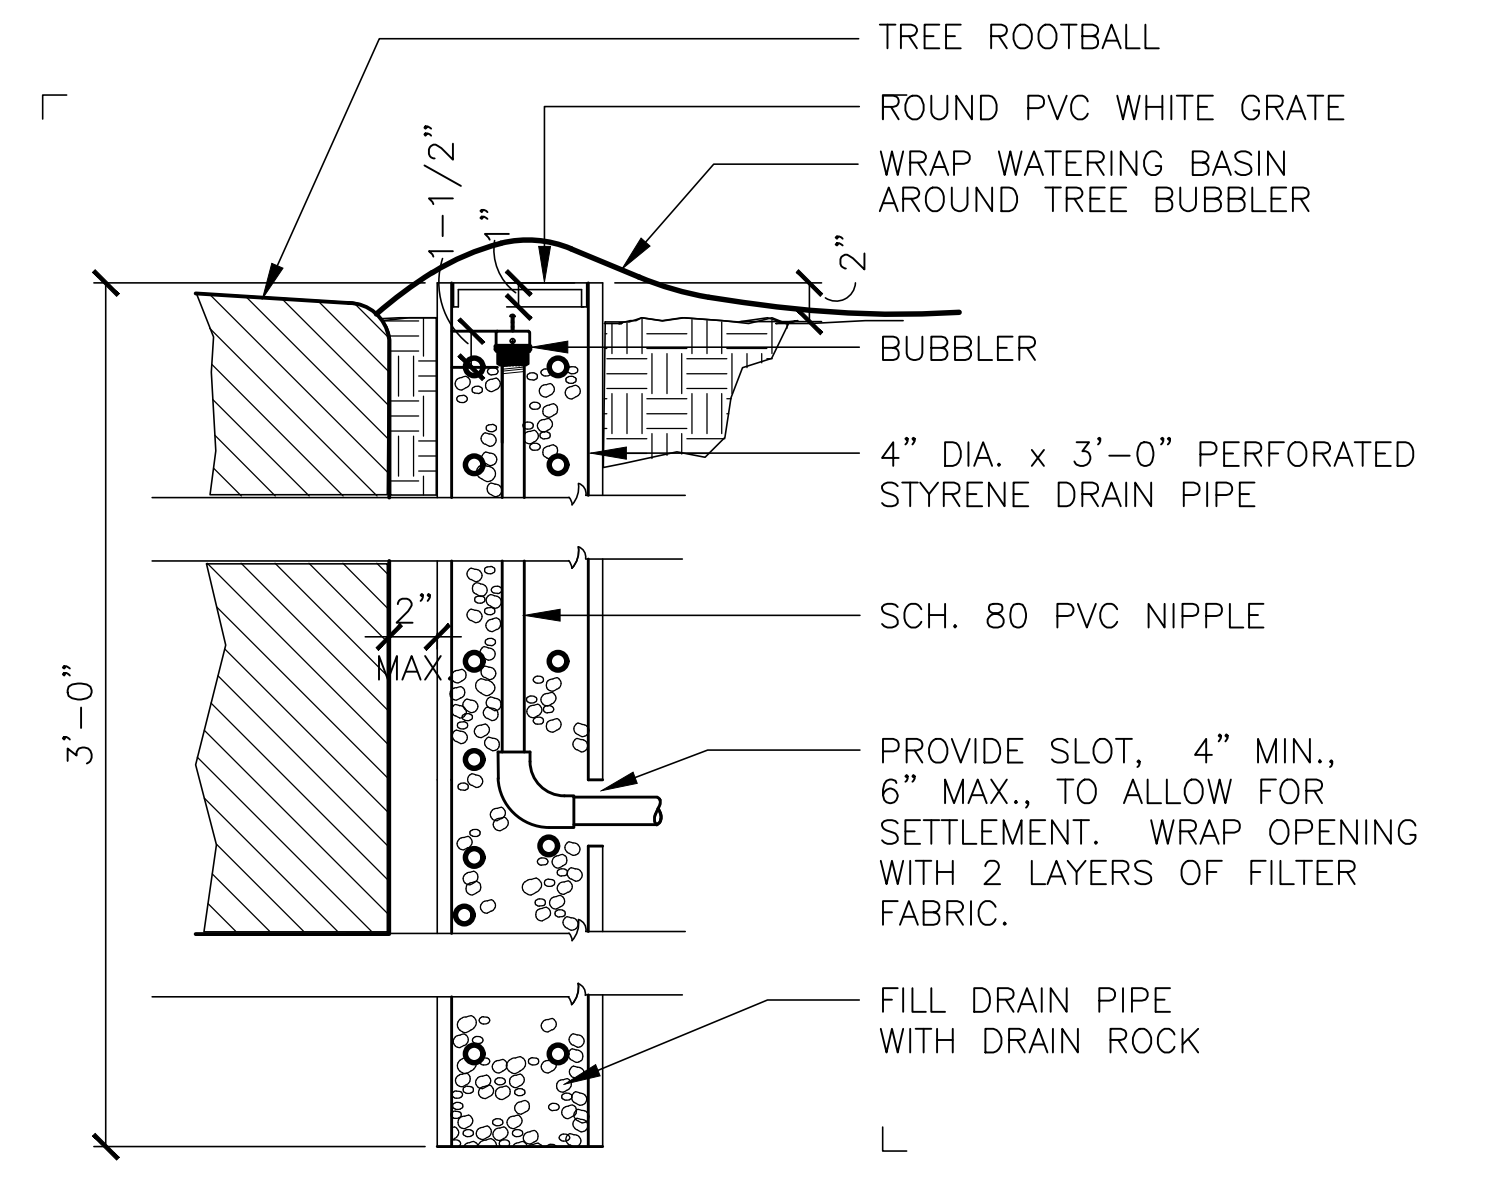 TREE ROOTBALL
ROUND PVC WHITE GRATE
WRAP WATERING BASIN
AROUND TREE BUBBLER
1-1/2"
1"
2"
BUBBLER
4" DIA. x 3'-0" PERFORATED
STYRENE DRAIN PIPE
2"
MAX.
SCH. 80 PVC NIPPLE
3'-0"
PROVIDE SLOT, 4" MIN.,
6" MAX., TO ALLOW FOR
SETTLEMENT. WRAP OPENING
WITH 2 LAYERS OF FILTER
FABRIC.
FILL DRAIN PIPE
WITH DRAIN ROCK